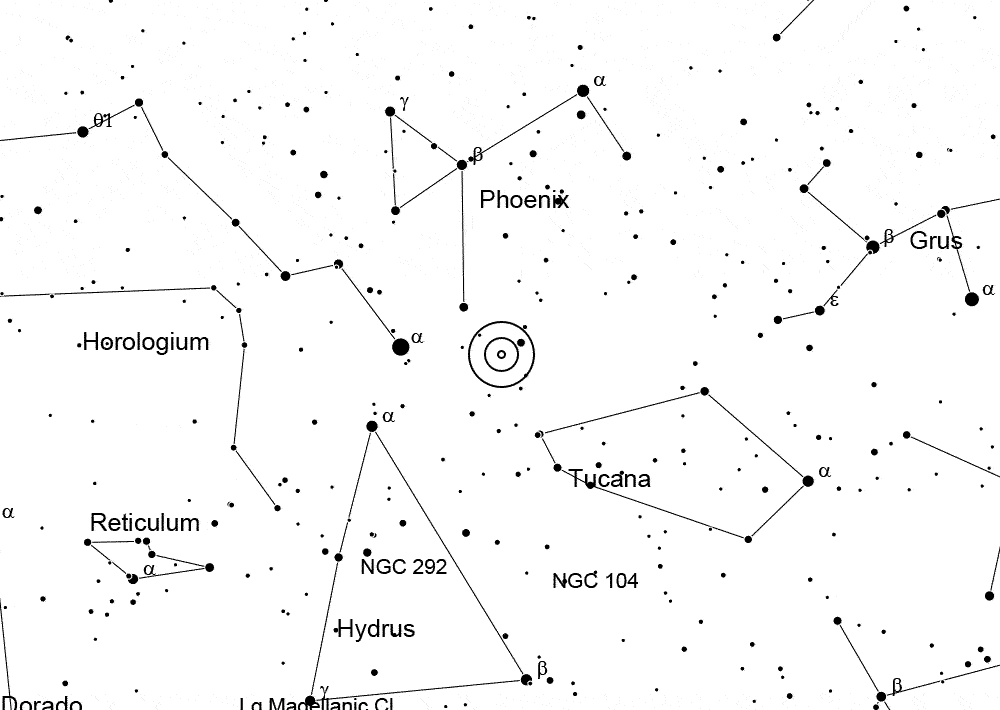 α
γ
θ1
β
Phoenix
β
Grus
α
ε
Horologium
α
α
Tucana
α
α
Reticulum
α
NGC 292
NGC 104
Hydrus
β
γ
β
Dorado
Lg Magellanic Cl